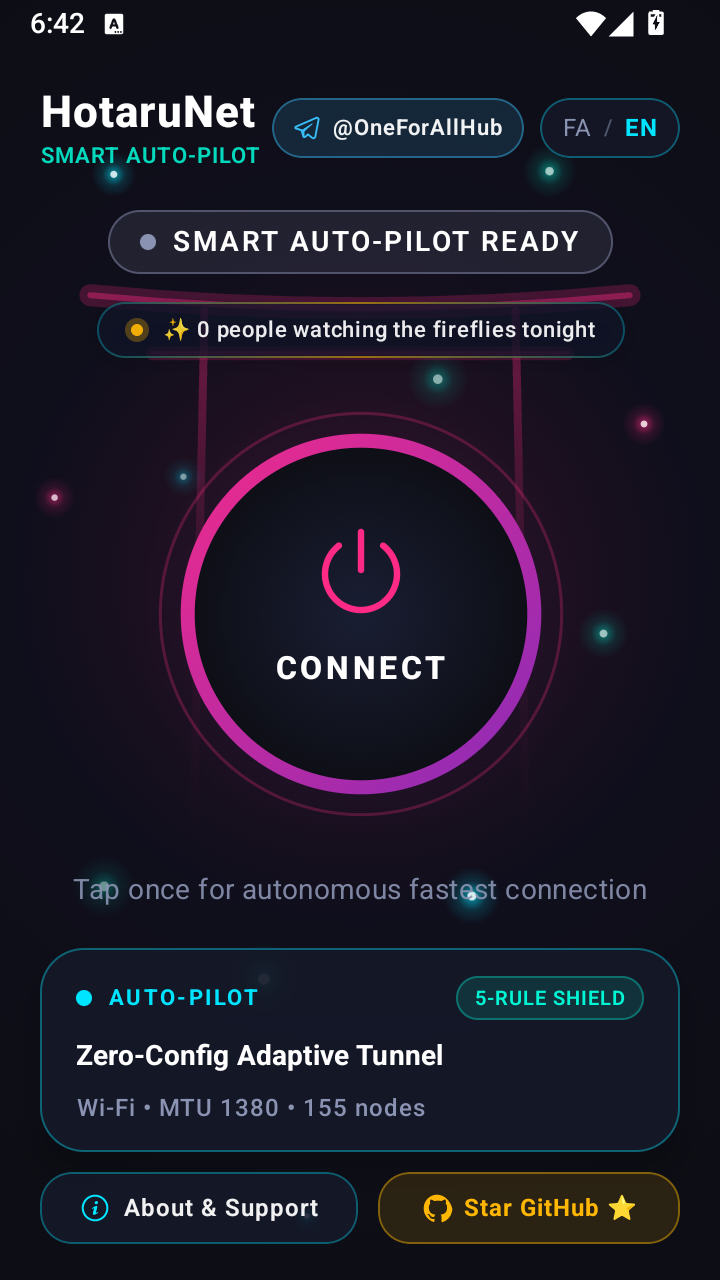 6:42
HotaruNet
SMART AUTO-PILOT
@OneForAllHub
FA / EN
SMART AUTO-PILOT READY
✨ 0 people watching the fireflies tonight
CONNECT
Tap once for autonomous fastest connection
AUTO-PILOT
5-RULE SHIELD
Zero-Config Adaptive Tunnel
Wi-Fi • MTU 1380 • 155 nodes
About & Support
Star GitHub ⭐